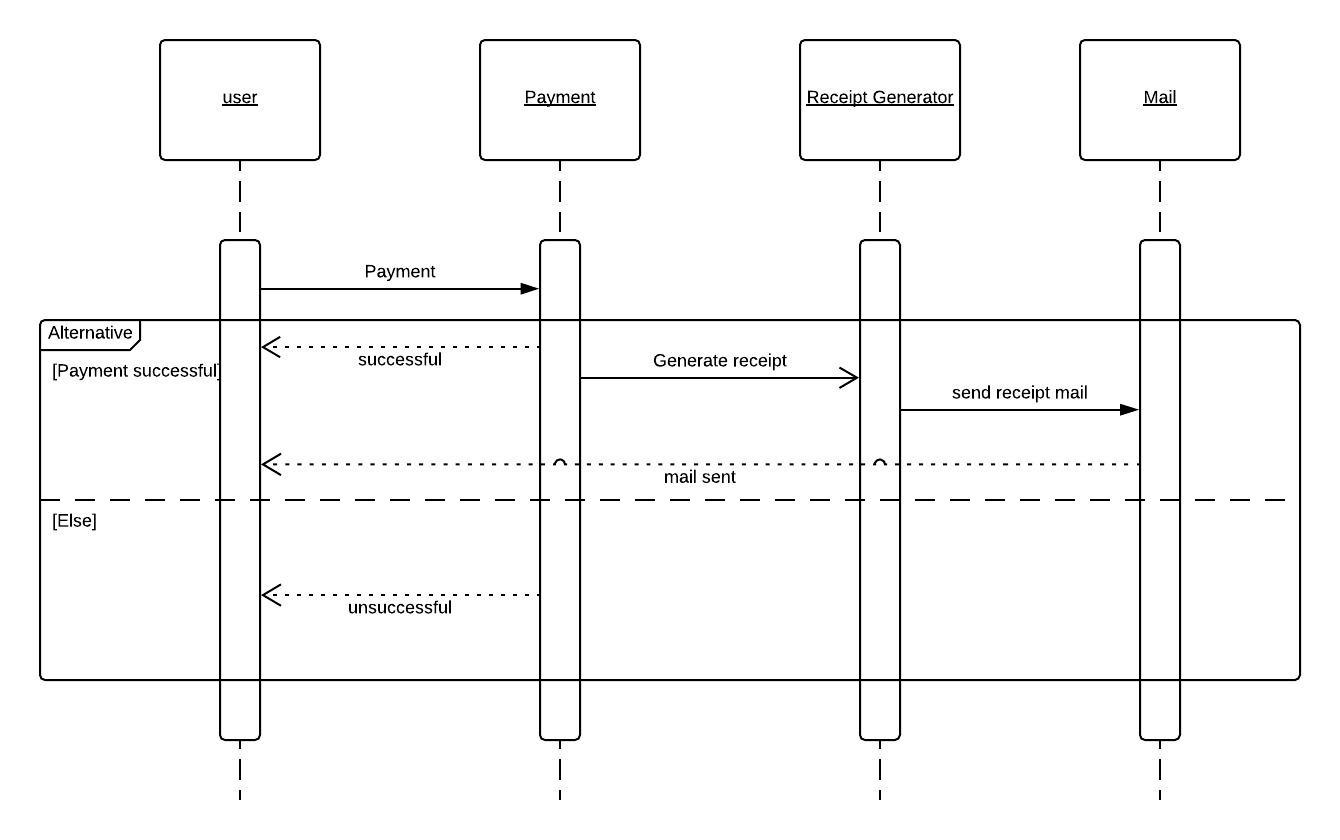 user
Payment
Receipt Generator
Mail
Payment
Alternative
successful
[Payment successful]
Generate receipt
send receipt mail
mail sent
[Else]
unsuccessful